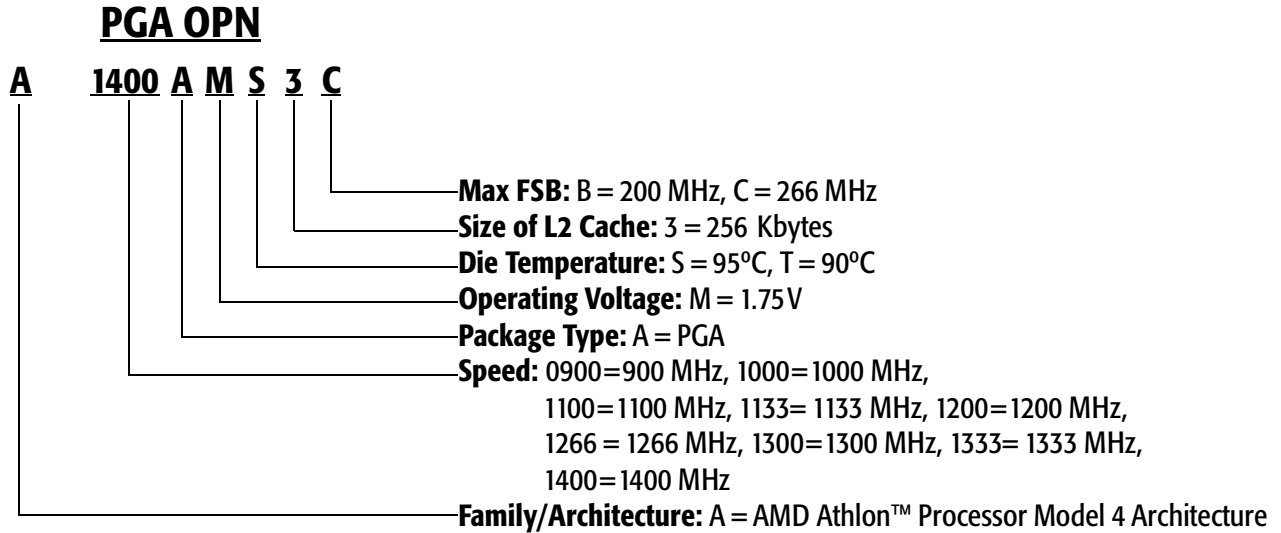 PGA OPN
A 1400 A M S 3 C
Max FSB: B = 200 MHz, C = 266 MHz
Size of L2 Cache: 3 = 256 Kbytes
Die Temperature: S = 95ºC, T = 90ºC
Operating Voltage: M = 1.75V
Package Type: A = PGA
Speed: 0900=900 MHz, 1000=1000 MHz,
1100=1100 MHz, 1133= 1133 MHz, 1200=1200 MHz,
1266 = 1266 MHz, 1300=1300 MHz, 1333= 1333 MHz,
1400=1400 MHz
Family/Architecture: A = AMD Athlon™ Processor Model 4 Architecture